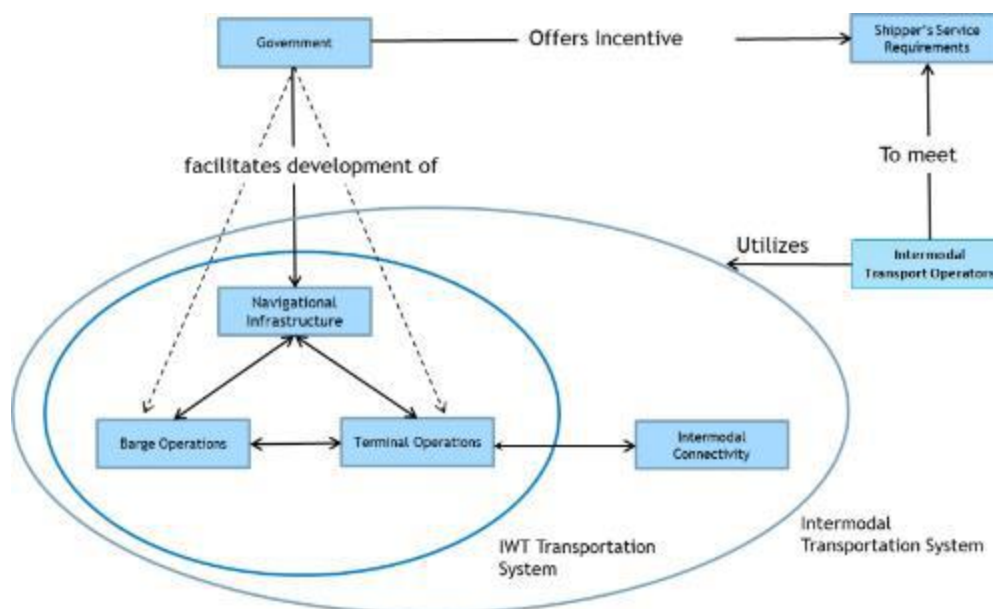 Government
Offers Incentive
Shipper's Service
Requirements
facilitates development of
To meet
Utilizes
Intermodal
Transport Operators
Navigational
Infrastructure
Barge Operations
Terminal Operations
Intermodal
Connectivity
IWT Transportation
System
Intermodal
Transportation System